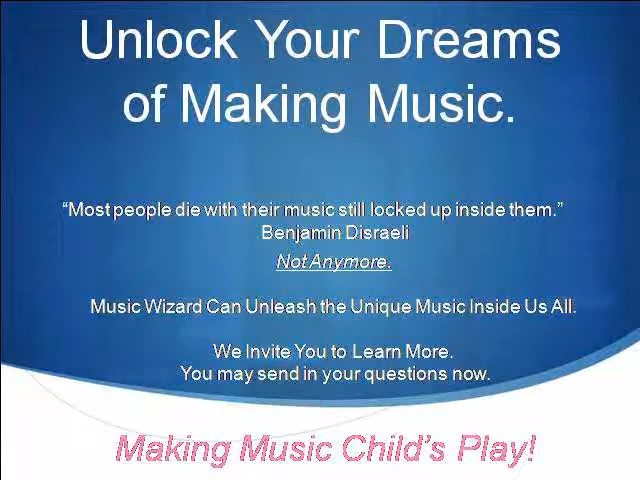 Unlock Your Dreams
of Making Music.
“Most people die with their music still locked up inside them.”
Benjamin Disraeli
Not Anymore.
Music Wizard Can Unleash the Unique Music Inside Us All.
We Invite You to Learn More.
You may send in your questions now.
Making Music Child’s Play!